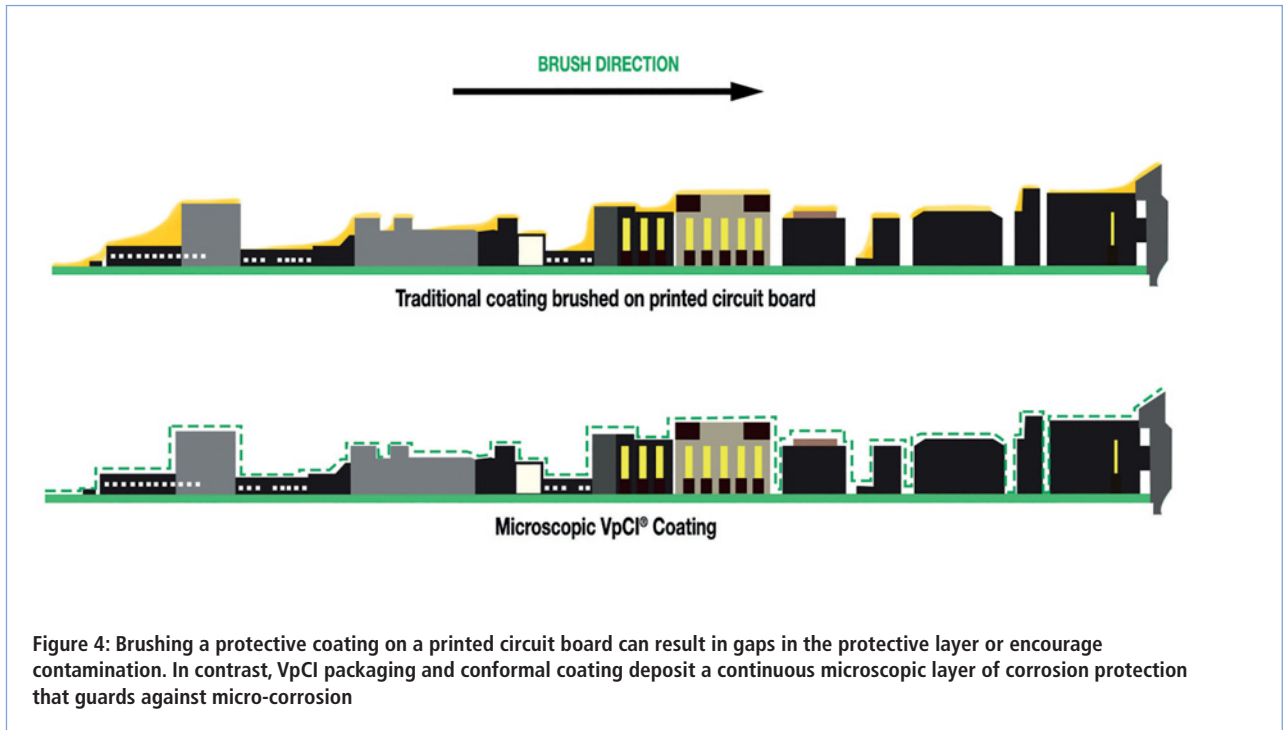 BRUSH DIRECTION
Traditional coating brushed on printed circuit board
Microscopic VpCI® Coating
Figure 4: Brushing a protective coating on a printed circuit board can result in gaps in the protective layer or encourage
contamination. In contrast, VpCI packaging and conformal coating deposit a continuous microscopic layer of corrosion protection
that guards against micro-corrosion